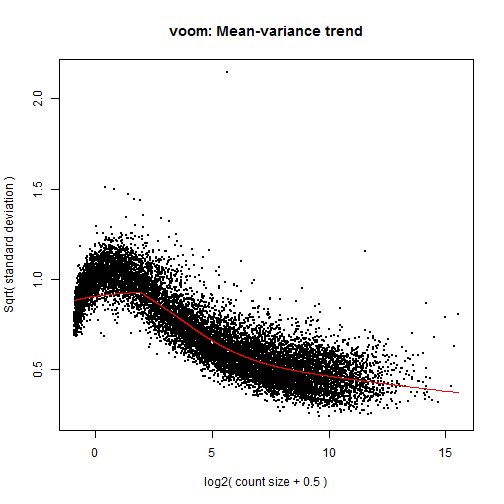 voom: Mean-variance trend
Sqrt( standard deviation )
2.0
1.5
1.0
0.5
0
5
10
15
log2( count size + 0.5 )